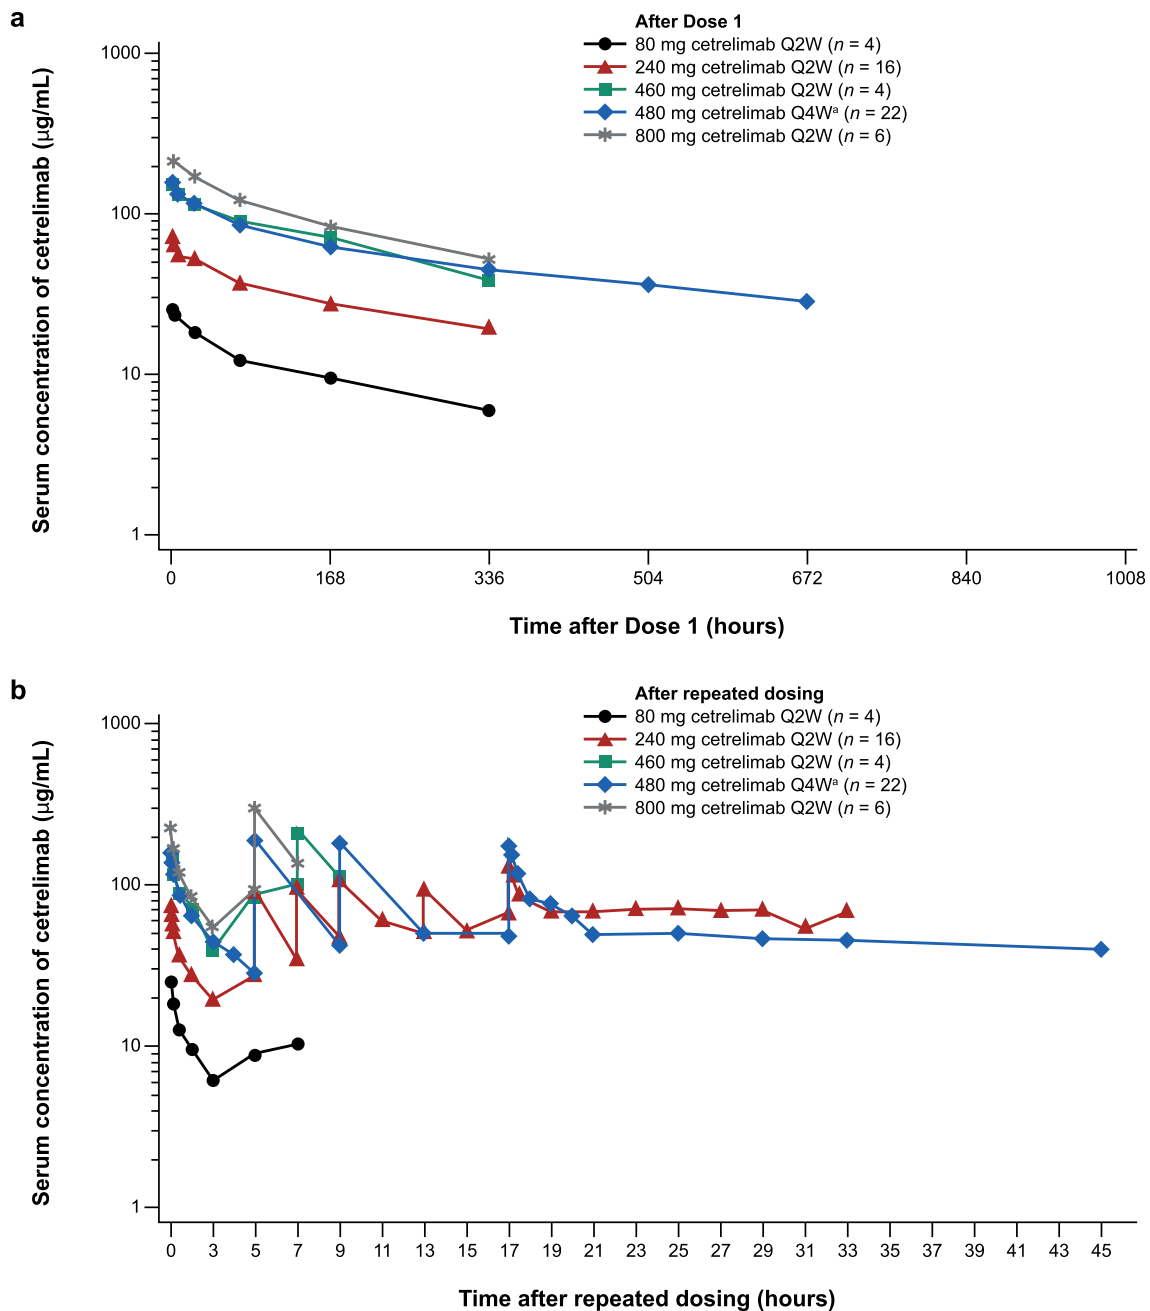 a
After Dose 1
80 mg cetrelimab Q2W (n = 4)
240 mg cetrelimab Q2W (n = 16)
460 mg cetrelimab Q2W (n = 4)
480 mg cetrelimab Q4Wᵃ (n = 22)
800 mg cetrelimab Q2W (n = 6)
Serum concentration of cetrelimab (µg/mL)
1000
100
10
1
0 168 336 504 672 840 1008
Time after Dose 1 (hours)
b
After repeated dosing
80 mg cetrelimab Q2W (n = 4)
240 mg cetrelimab Q2W (n = 16)
460 mg cetrelimab Q2W (n = 4)
480 mg cetrelimab Q4Wᵃ (n = 22)
800 mg cetrelimab Q2W (n = 6)
Serum concentration of cetrelimab (µg/mL)
1000
100
10
1
0 3 5 7 9 11 13 15 17 19 21 23 25 27 29 31 33 35 37 39 41 43 45
Time after repeated dosing (hours)